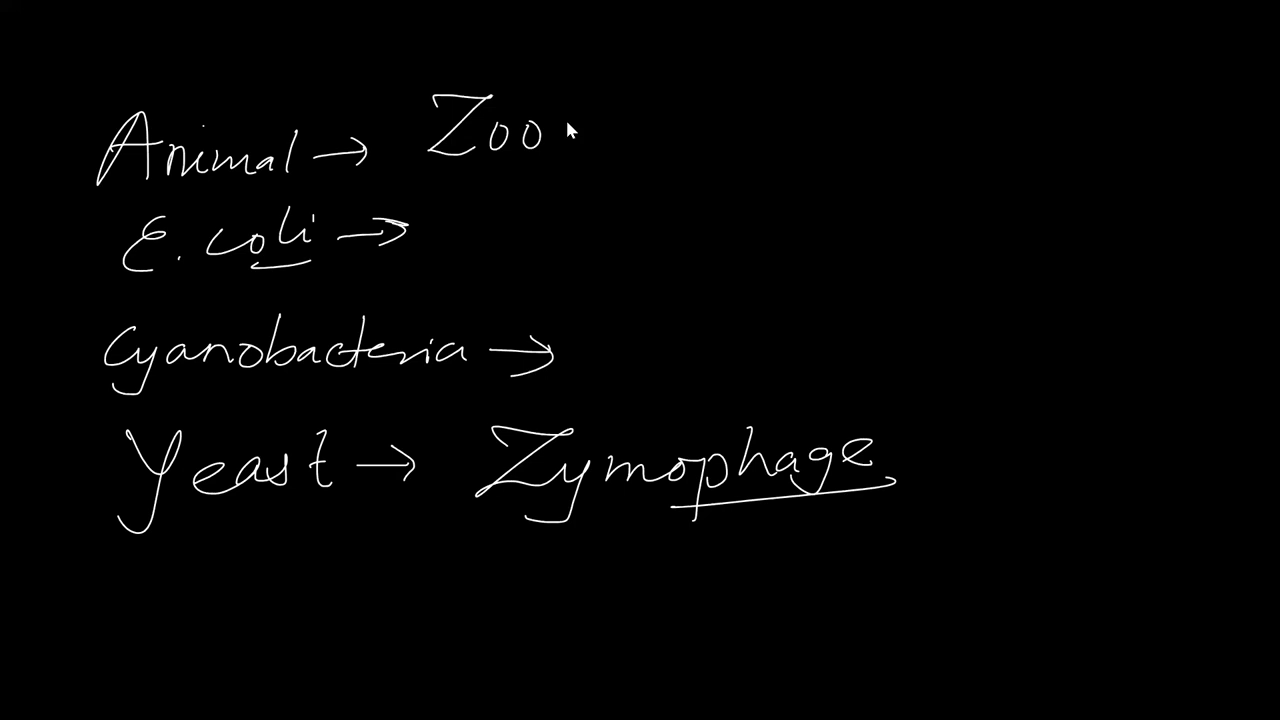 Animal → Zoo
E. coli →
Cyanobacteria →
Yeast → Zymophage